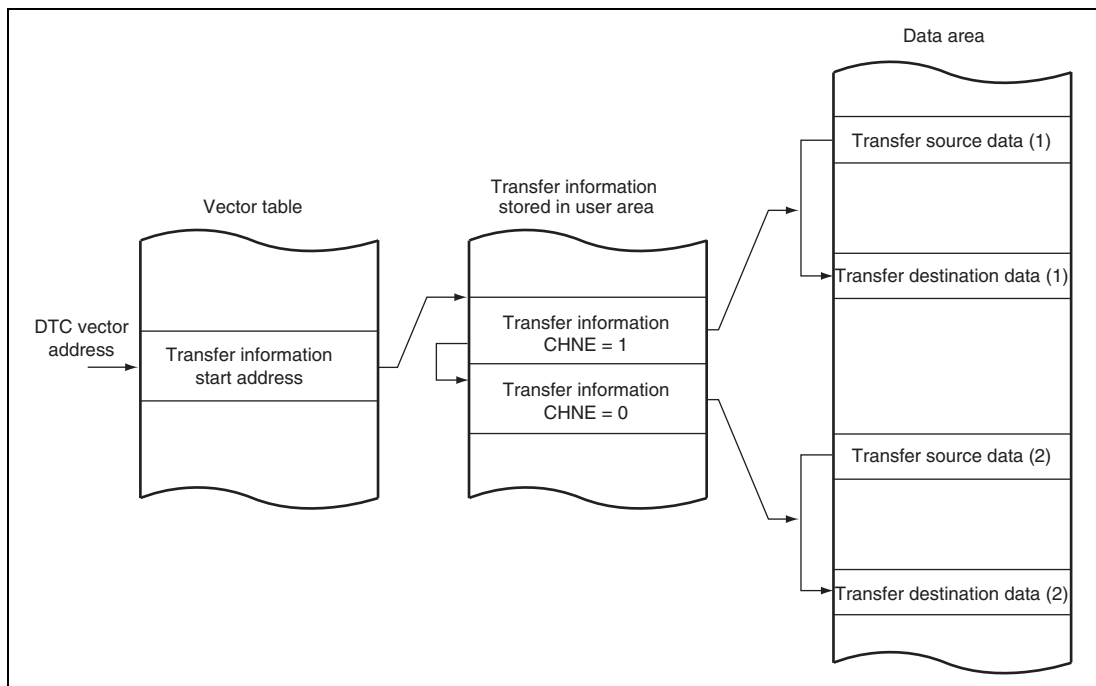 Data area
Transfer source data (1)
Transfer information
stored in user area
Vector table
Transfer destination data (1)
DTC vector
address
Transfer information
start address
Transfer information
CHNE = 1
Transfer information
CHNE = 0
Transfer source data (2)
Transfer destination data (2)